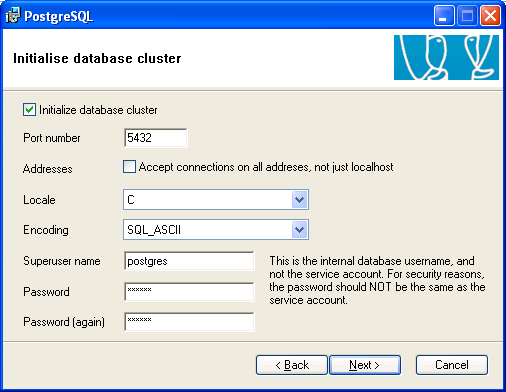 PostgreSQL
Initialise database cluster
Initialize database cluster
Port number
5432
Addresses
Accept connections on all addreses, not just localhost
Locale
C
Encoding
SQL_ASCII
Superuser name
postgres
This is the internal database username, and
not the service account. For security reasons,
the password should NOT be the same as the
service account.
Password
******
Password (again)
******
< Back
Next >
Cancel